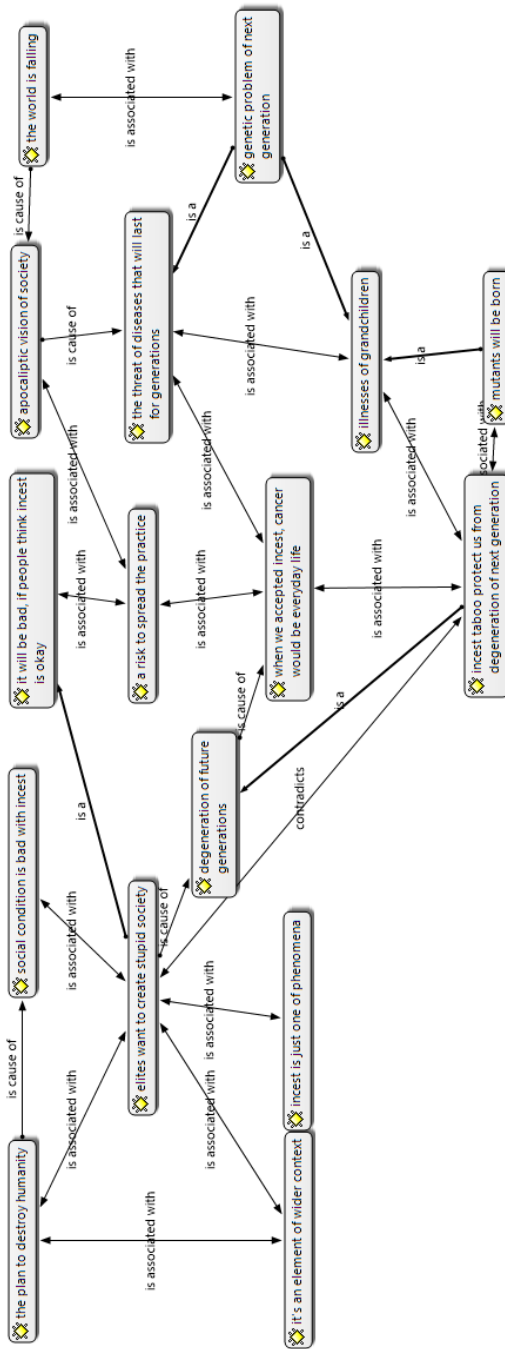 the plan to destroy humanity
is cause of
social condition is bad with incest
it will be bad, if people think incest
is okay
apocaliptic vision of society
is cause of
the world is falling
is associated with
is associated with
is a
is associated with
is associated with
is cause of
is associated with
is associated with
elites want to create stupid society
a risk to spread the practice
the threat of diseases that will last
for generations
is a
genetic problem of next
generation
is cause of
degeneration of future
generations
is associated with
is associated with
is associated with
is associated with
is associated with
is a
is cause of
it's an element of wider context
incest is just one of phenomena
contradicts
when we accepted incest, cancer
would be everyday life
illnesses of grandchildren
is a
is associated with
is associated with
is a
incest taboo protect us from
degeneration of next generation
sociated with
mutants will be born